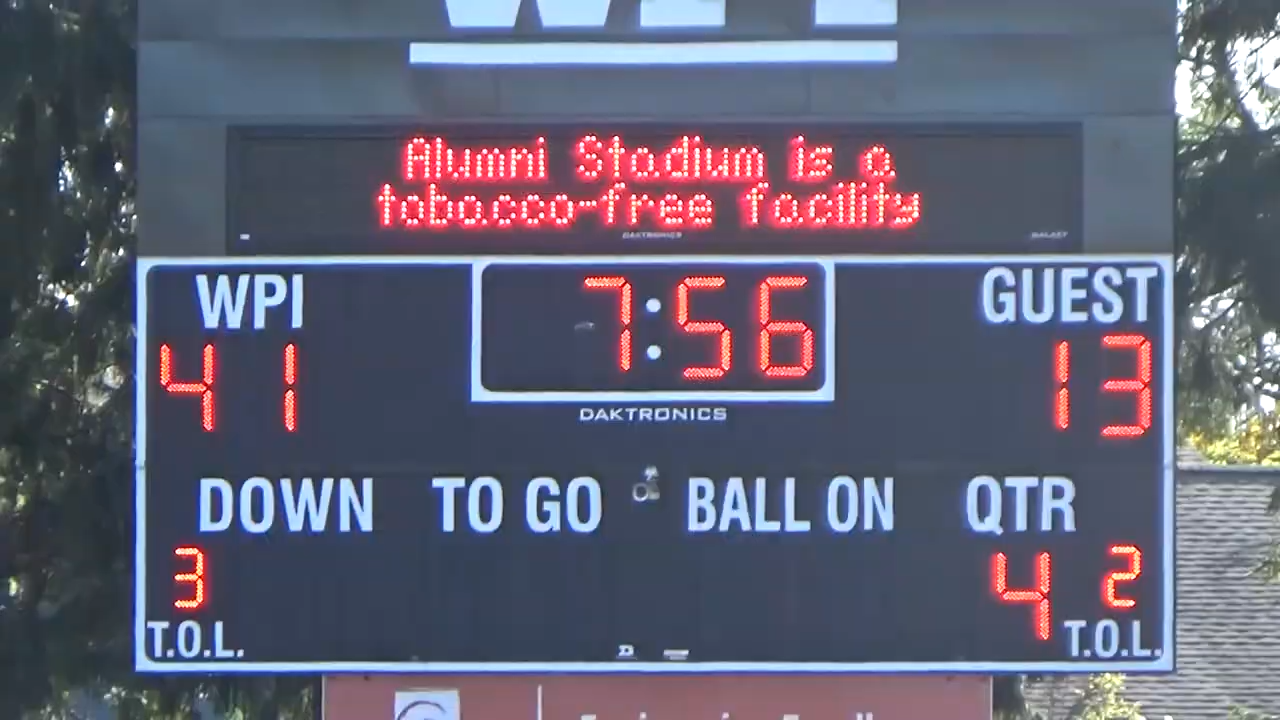 WPI
Alumni Stadium is a
tobacco-free facility
DAKTRONICS GALAXY
WPI 7:56 GUEST
41 13
DAKTRONICS
DOWN TO GO BALL ON QTR
3 4 2
T.O.L. T.O.L.